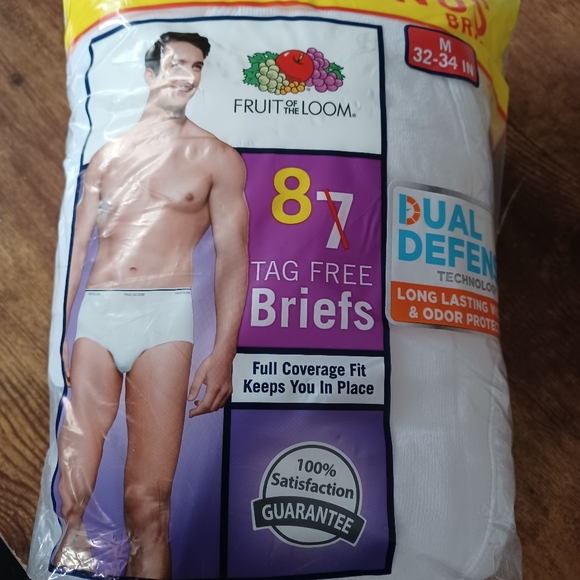 BR
M
32-34 IN
FRUIT OF THE LOOM®
8 7
TAG FREE
Briefs
DUAL
DEFEN
TECHNOLO
LONG LASTING
& ODOR PROTE
Full Coverage Fit
Keeps You In Place
100%
Satisfaction
GUARANTEE